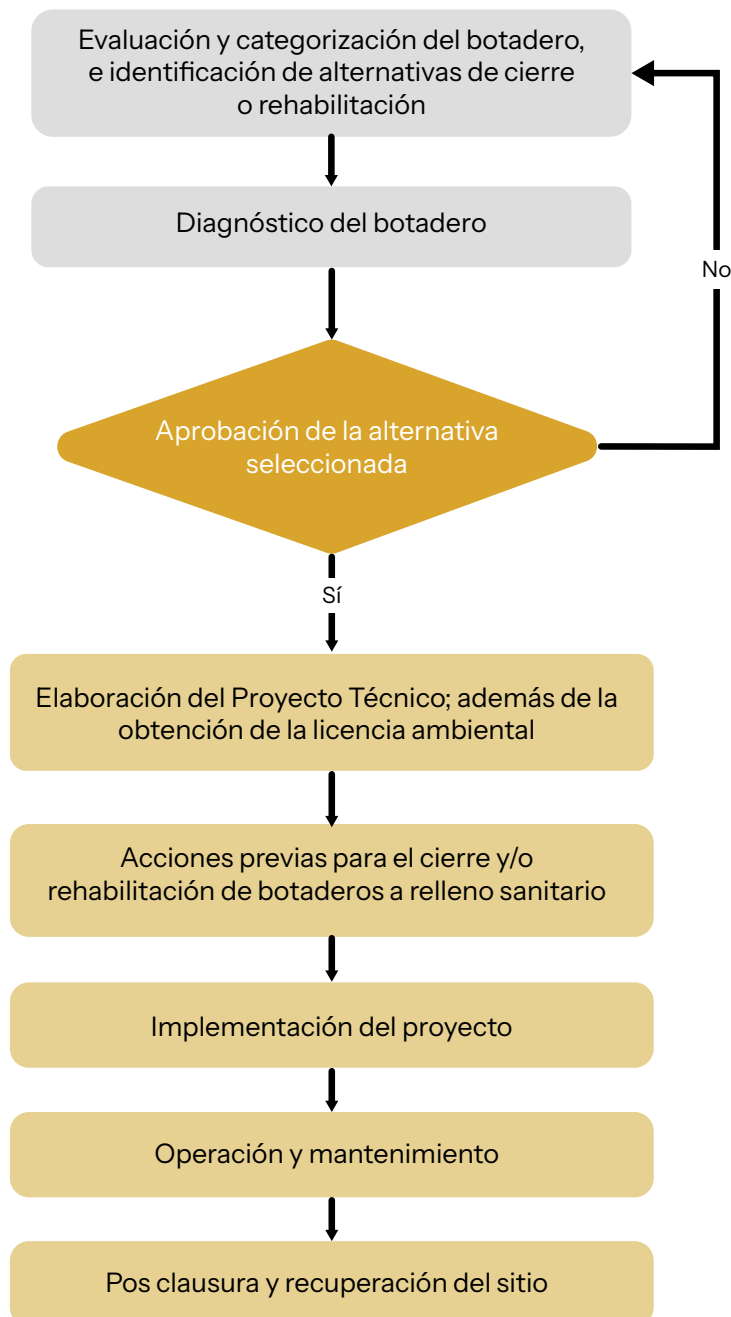 Evaluación y categorización del botadero,
e identificación de alternativas de cierre
o rehabilitación
Diagnóstico del botadero
No
Aprobación de la alternativa
seleccionada
Sí
Elaboración del Proyecto Técnico; además de la
obtención de la licencia ambiental
Acciones previas para el cierre y/o
rehabilitación de botaderos a relleno sanitario
Implementación del proyecto
Operación y mantenimiento
Pos clausura y recuperación del sitio